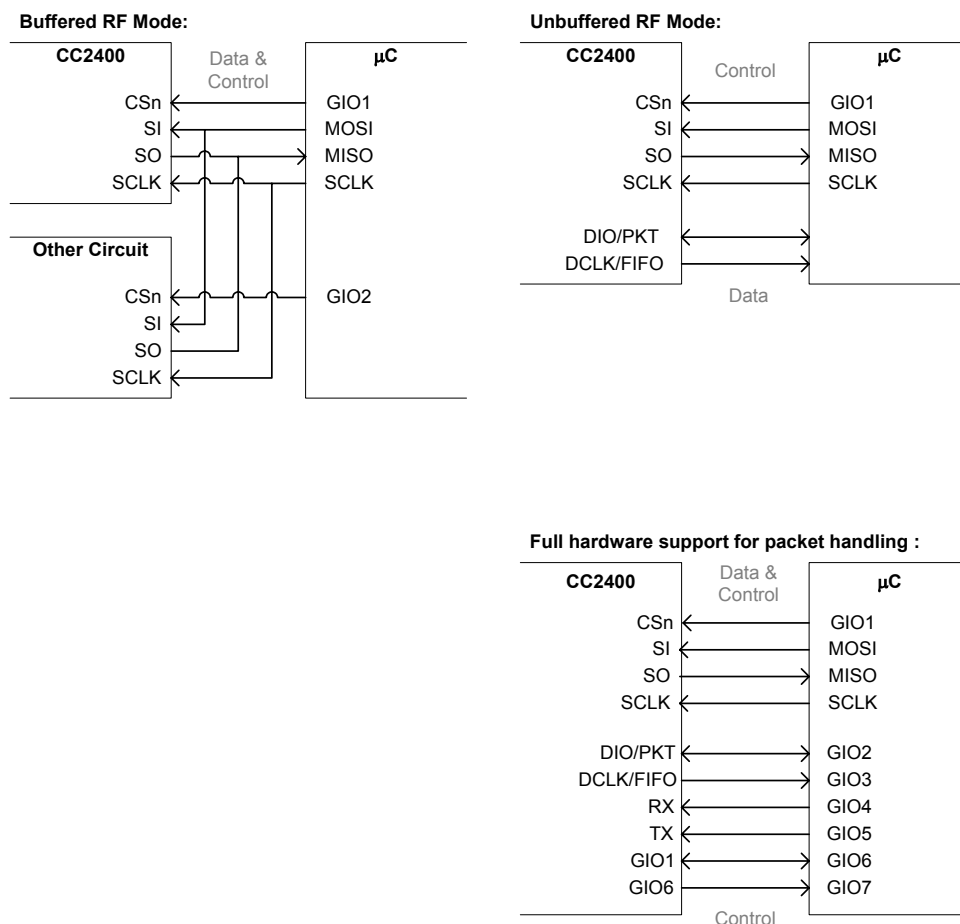 Buffered RF Mode:
CC2400
Data &
Control
µC
CSn
GIO1
SI
MOSI
SO
MISO
SCLK
SCLK
Other Circuit
CSn
GIO2
SI
SO
SCLK
Unbuffered RF Mode:
CC2400
Control
µC
CSn
GIO1
SI
MOSI
SO
MISO
SCLK
SCLK
DIO/PKT
DCLK/FIFO
Data
Full hardware support for packet handling :
CC2400
Data &
Control
µC
CSn
GIO1
SI
MOSI
SO
MISO
SCLK
SCLK
DIO/PKT
GIO2
DCLK/FIFO
GIO3
RX
GIO4
TX
GIO5
GIO1
GIO6
GIO6
GIO7
Control